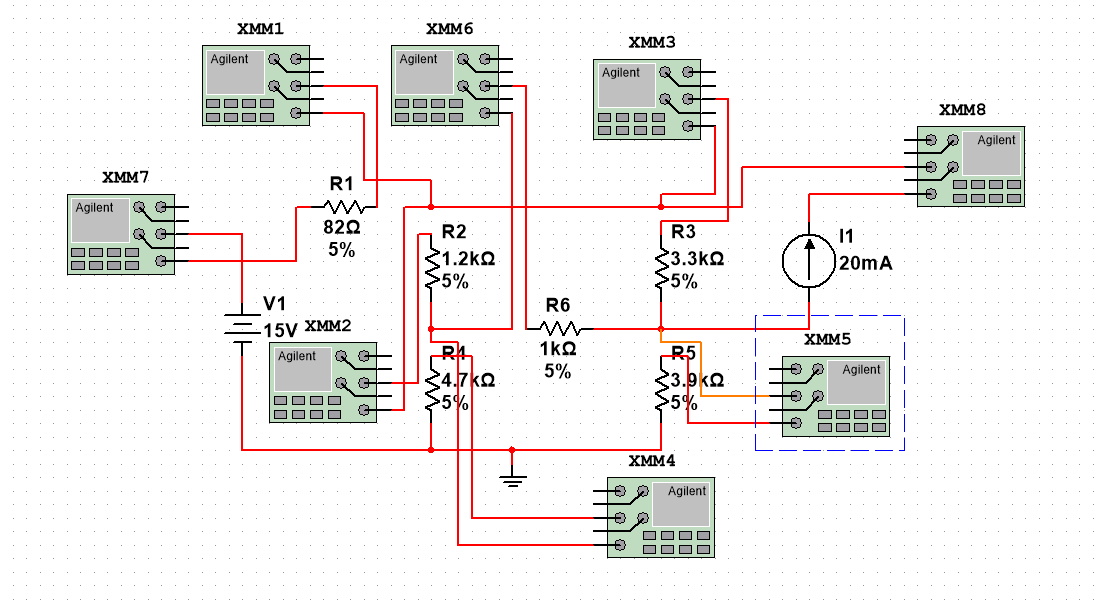 XMM1
XMM6
XMM3
Agilent
Agilent
Agilent
XMM8
Agilent
XMM7
Agilent
R1
82Ω
5%
R2
1.2kΩ
5%
R3
3.3kΩ
5%
I1
20mA
V1
15V
XMM2
Agilent
R6
1kΩ
5%
R4
4.7kΩ
5%
R5
3.9kΩ
5%
XMM5
Agilent
XMM4
Agilent